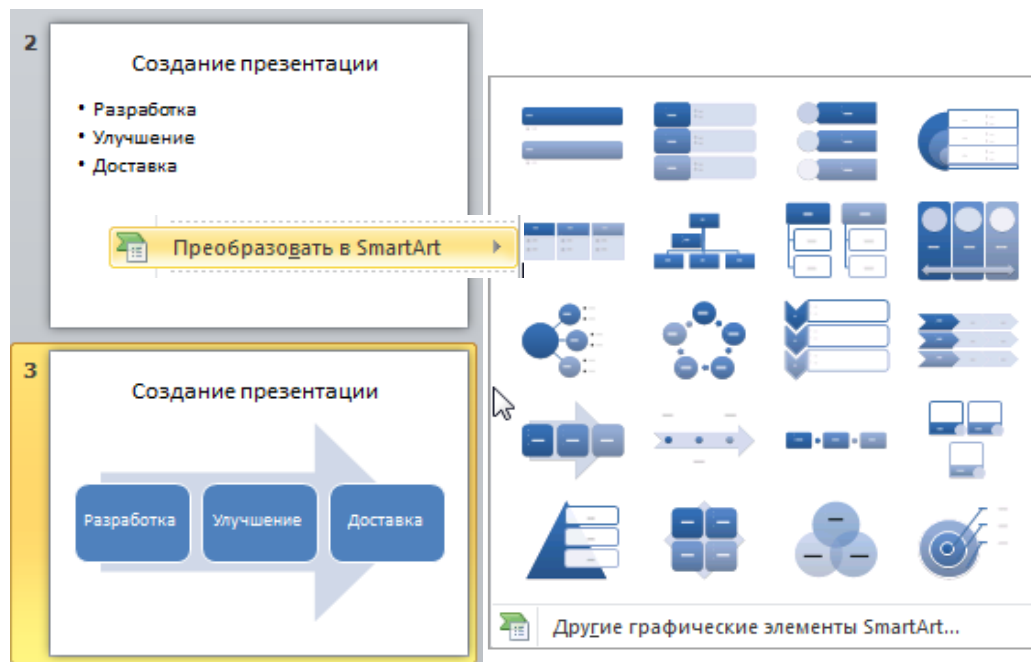 2
Создание презентации
• Разработка
• Улучшение
• Доставка
Преобразовать в SmartArt
3
Создание презентации
Разработка
Улучшение
Доставка
Другие графические элементы SmartArt...